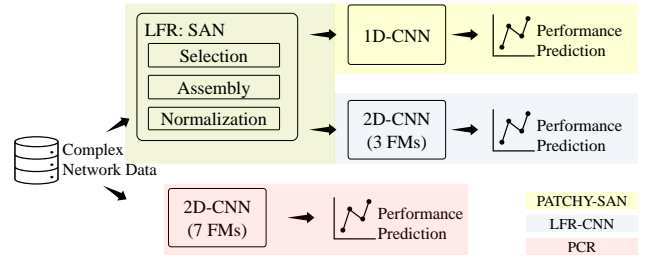 LFR: SAN
Selection
Assembly
Normalization
1D-CNN
Performance
Prediction
2D-CNN
(3 FMs)
Performance
Prediction
Complex
Network Data
2D-CNN
(7 FMs)
Performance
Prediction
PATCHY-SAN
LFR-CNN
PCR